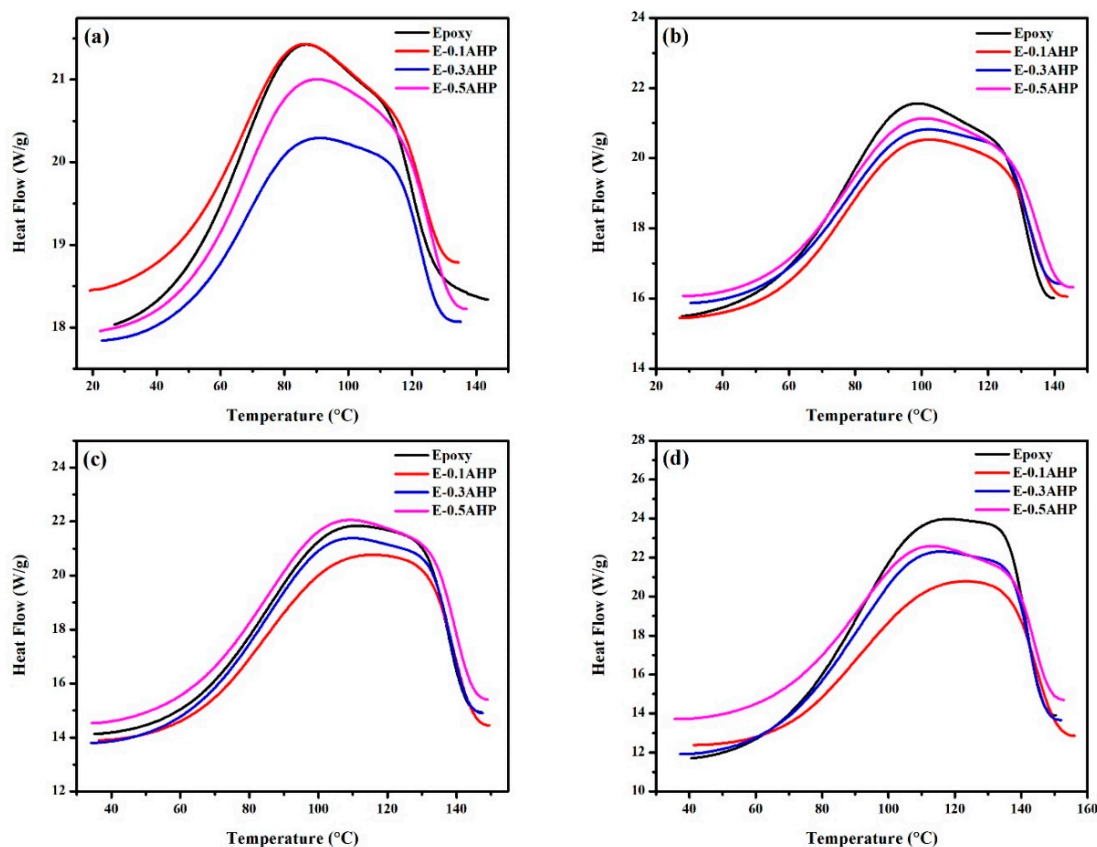 (a)
Epoxy
E-0.1AHP
E-0.3AHP
E-0.5AHP
Heat Flow (W/g)
21
20
19
18
20 40 60 80 100 120 140
Temperature (°C)
(b)
Epoxy
E-0.1AHP
E-0.3AHP
E-0.5AHP
Heat Flow (W/g)
24
22
20
18
16
14
20 40 60 80 100 120 140
Temperature (°C)
(c)
Epoxy
E-0.1AHP
E-0.3AHP
E-0.5AHP
Heat Flow (W/g)
24
22
20
18
16
14
12
40 60 80 100 120 140
Temperature (°C)
(d)
Epoxy
E-0.1AHP
E-0.3AHP
E-0.5AHP
Heat Flow (W/g)
28
26
24
22
20
18
16
14
12
10
40 60 80 100 120 140 160
Temperature (°C)